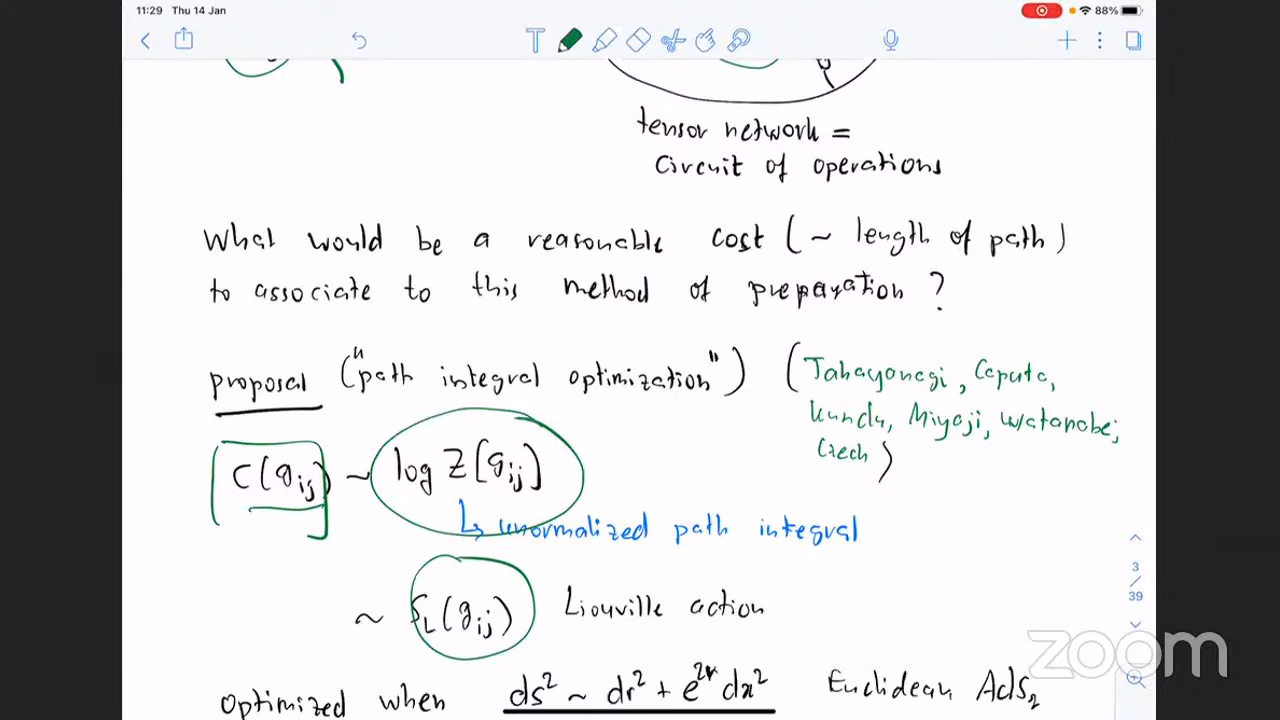 11:29 Thu 14 Jan
88%
T
tensor network =
Circuit of operations
What would be a reasonable cost (~ length of path)
to associate to this method of preparation ?
proposal ("path integral optimization") (Takayanagi, Caputa,
Kundu, Miyaji, Watanabe;
Czech)
C(g_ij) ~ log Z[g_ij]
↳ unormalized path integral
~ S_L(g_ij) Liouville action
3
/
39
zoom
Optimized when ds² ~ dr² + e^{2r} dx² Euclidean AdS₂